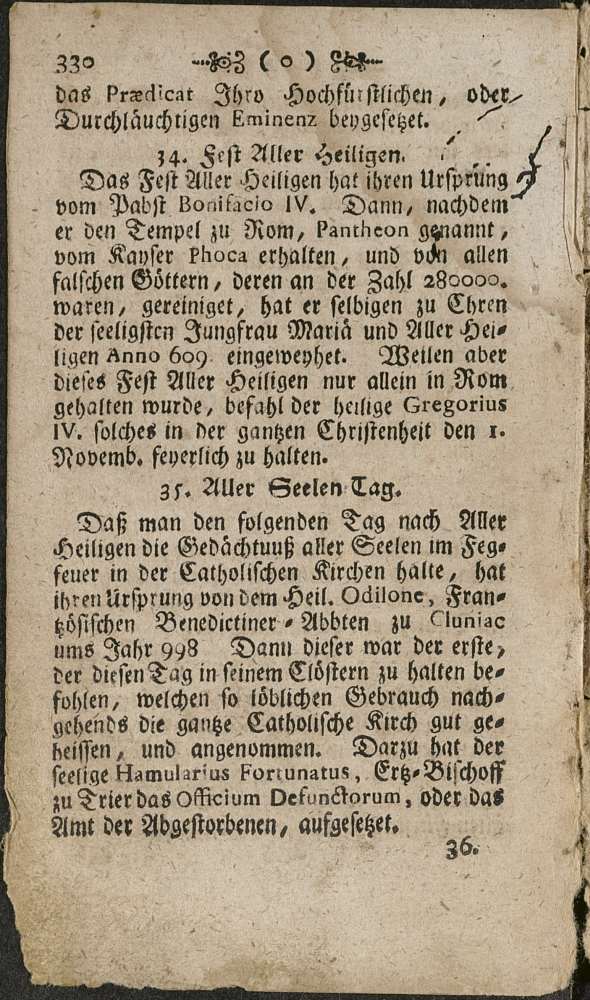 330 ( o )
das Prædicat Ihro Hochfürstlichen, oder
Durchläuchtigen Eminenz beygesetzet.
34. Fest Aller Heiligen.
Das Fest Aller Heiligen hat ihren Ursprung
vom Pabst Bonifacio IV. Dann, nachdem
er den Tempel zu Rom, Pantheon genannt,
vom Kayser Phoca erhalten, und von allen
falschen Göttern, deren an der Zahl 280000.
waren, gereiniget, hat er selbigen zu Ehren
der seeligsten Jungfrau Mariä und Aller Hei-
ligen Anno 609 eingeweyhet. Weilen aber
dieses Fest Aller Heiligen nur allein in Rom
gehalten wurde, befahl der heilige Gregorius
IV. solches in der gantzen Christenheit den 1.
Novemb. feyerlich zu halten.
35. Aller Seelen Tag.
Daß man den folgenden Tag nach Aller
Heiligen die Gedächtuuß aller Seelen im Feg-
feuer in der Catholischen Kirchen halte, hat
ihren Ursprung von dem Heil. Odilone, Fran-
tzösischen Benedictiner-Abbten zu Cluniac
ums Jahr 998 Dann dieser war der erste,
der diesen Tag in seinem Clöstern zu halten be-
fohlen, welchen so löblichen Gebrauch nach-
gehends die gantze Catholische Kirch gut ge-
heissen, und angenommen. Darzu hat der
seelige Hamularius Fortunatus, Ertz-Bischoff
zu Trier das Officium Defunctorum, oder das
Amt der Abgestorbenen, aufgesetzet.
36.